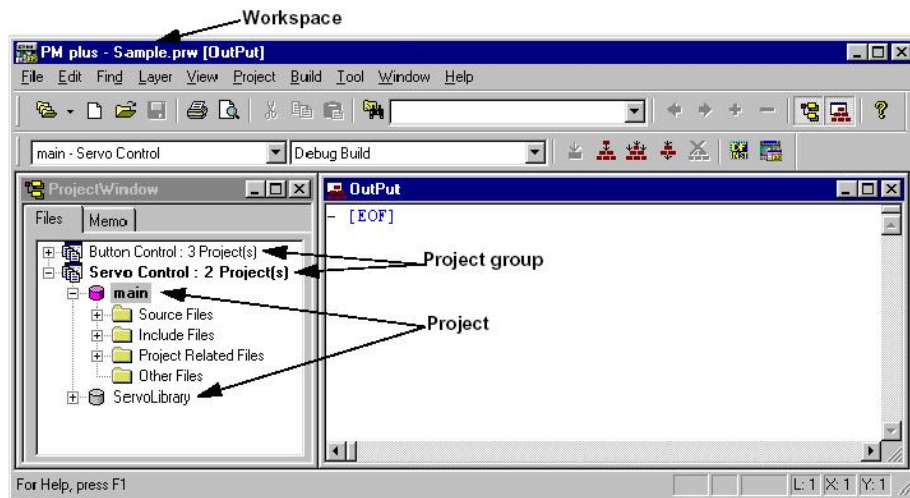 Workspace
PM plus - Sample.prw [OutPut]
File Edit Find Layer View Project Build Tool Window Help
main - Servo Control Debug Build
ProjectWindow
OutPut
Files Memo
[EOF]
Button Control : 3 Project(s)
Project group
Servo Control : 2 Project(s)
main
Source Files
Project
Include Files
Project Related Files
Other Files
ServoLibrary
For Help, press F1 L: 1 X: 1 Y: 1